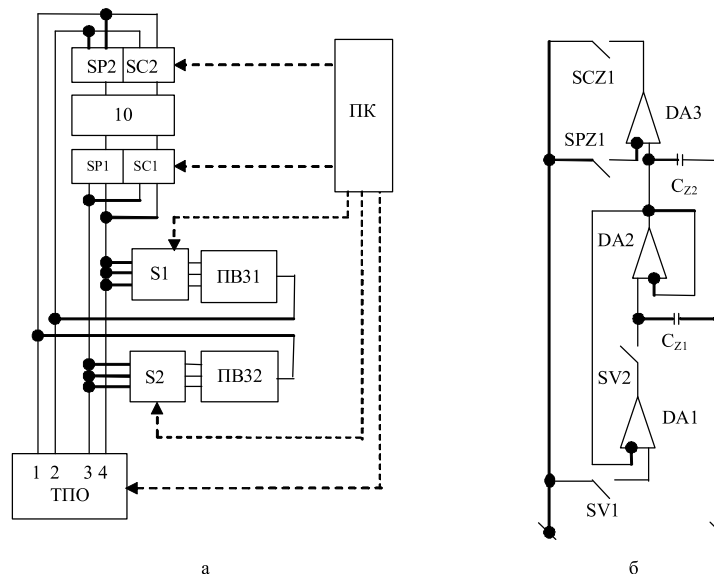 SP2 SC2
10
SP1 SC1
ПК
S1 ПВЗ1
S2 ПВЗ2
1 2 3 4
ТПО
а
SCZ1
DA3
SPZ1
CZ2
DA2
CZ1
SV2
DA1
SV1
б